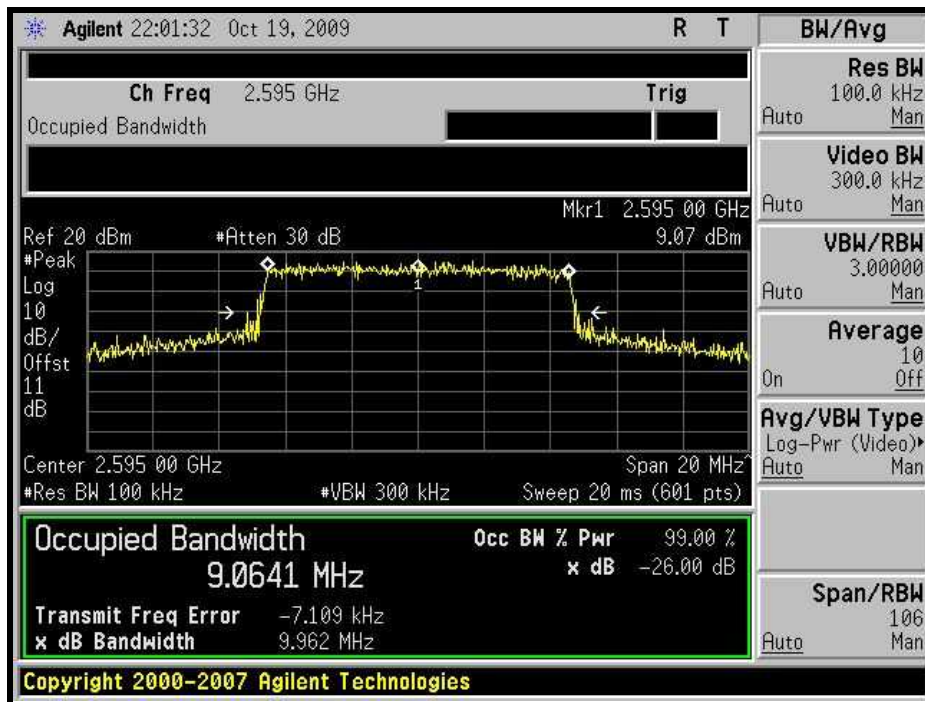 Agilent 22:01:32 Oct 19, 2009 R T
BW/Avg
Ch Freq 2.595 GHz Trig
Occupied Bandwidth
Mkr1 2.595 00 GHz
Ref 20 dBm #Atten 30 dB 9.07 dBm
#Peak
Log
10
dB/
Offst
11
dB
1
Center 2.595 00 GHz Span 20 MHz^
#Res BW 100 kHz #VBW 300 kHz Sweep 20 ms (601 pts)
Occupied Bandwidth
9.0641 MHz
Occ BW % Pwr 99.00 %
x dB -26.00 dB
Transmit Freq Error -7.109 kHz
x dB Bandwidth 9.962 MHz
Res BW
100.0 kHz
Auto Man
Video BW
300.0 kHz
Auto Man
VBW/RBW
3.00000
Auto Man
Average
10
On Off
Avg/VBW Type
Log-Pwr (Video)
Auto Man
Span/RBW
106
Auto Man
Copyright 2000-2007 Agilent Technologies